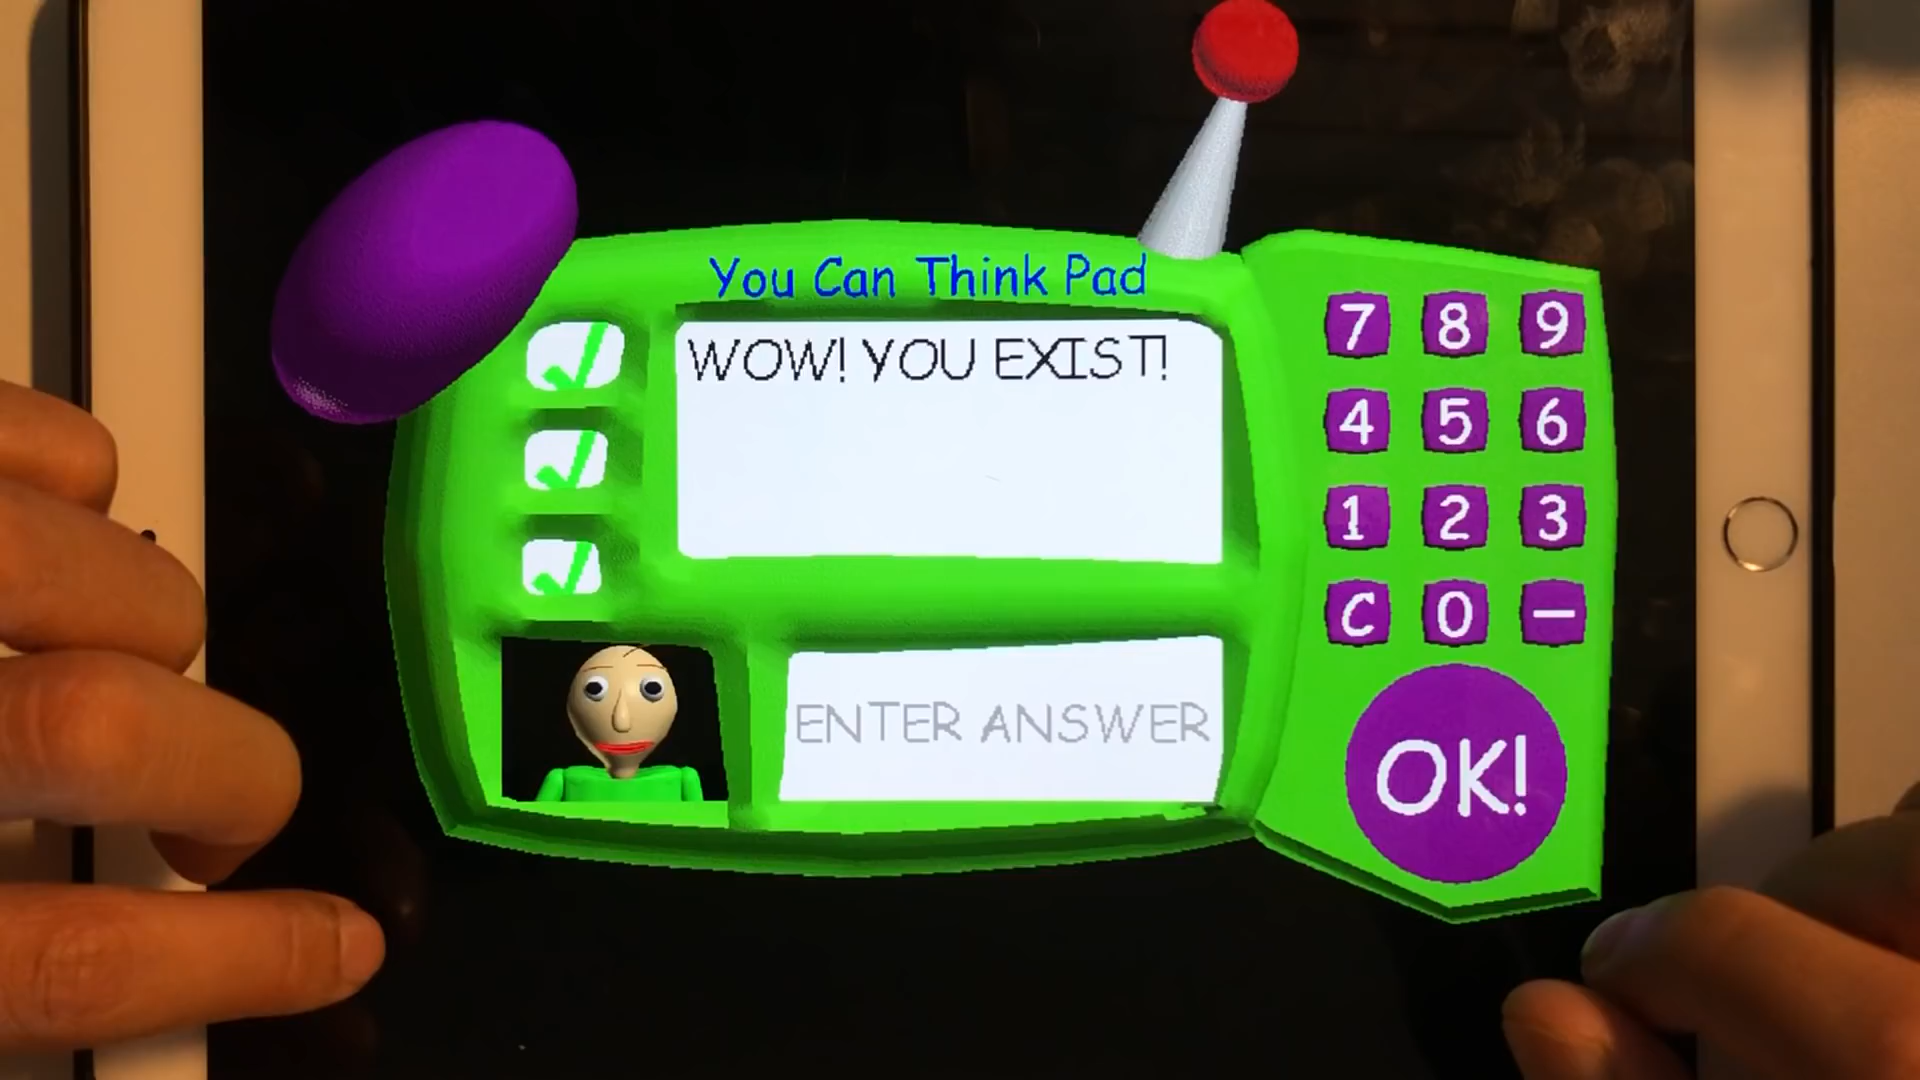 You Can Think Pad
WOW! YOU EXIST!
ENTER ANSWER
7 8 9
4 5 6
1 2 3
C 0 −
OK!